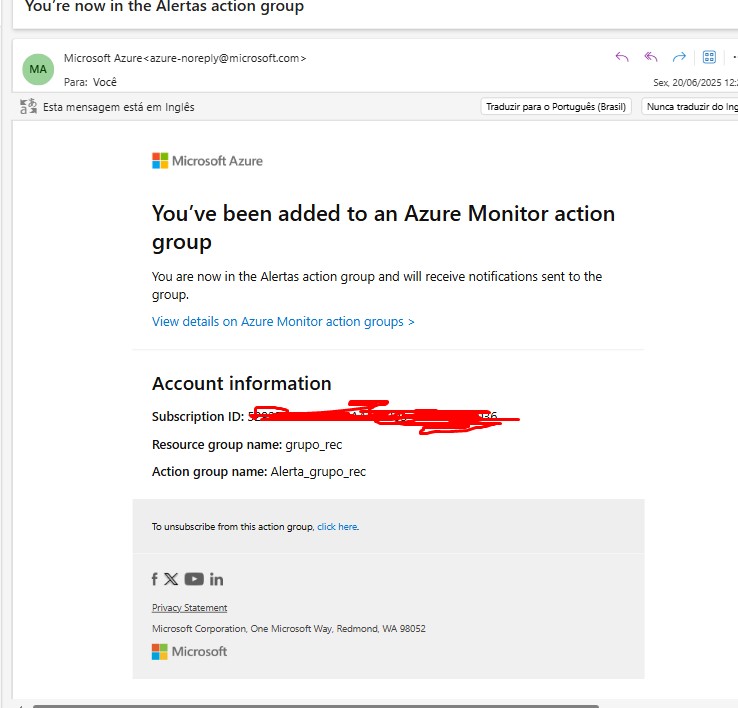 You're now in the Alertas action group
MA
Microsoft Azure<azure-noreply@microsoft.com>
Para: Você
Sex, 20/06/2025 12:
Esta mensagem está em Inglês
Traduzir para o Português (Brasil)
Nunca traduzir do Ing
Microsoft Azure
You've been added to an Azure Monitor action
group
You are now in the Alertas action group and will receive notifications sent to the
group.
View details on Azure Monitor action groups >
Account information
Subscription ID:
Resource group name: grupo_rec
Action group name: Alerta_grupo_rec
To unsubscribe from this action group, click here.
Privacy Statement
Microsoft Corporation, One Microsoft Way, Redmond, WA 98052
Microsoft